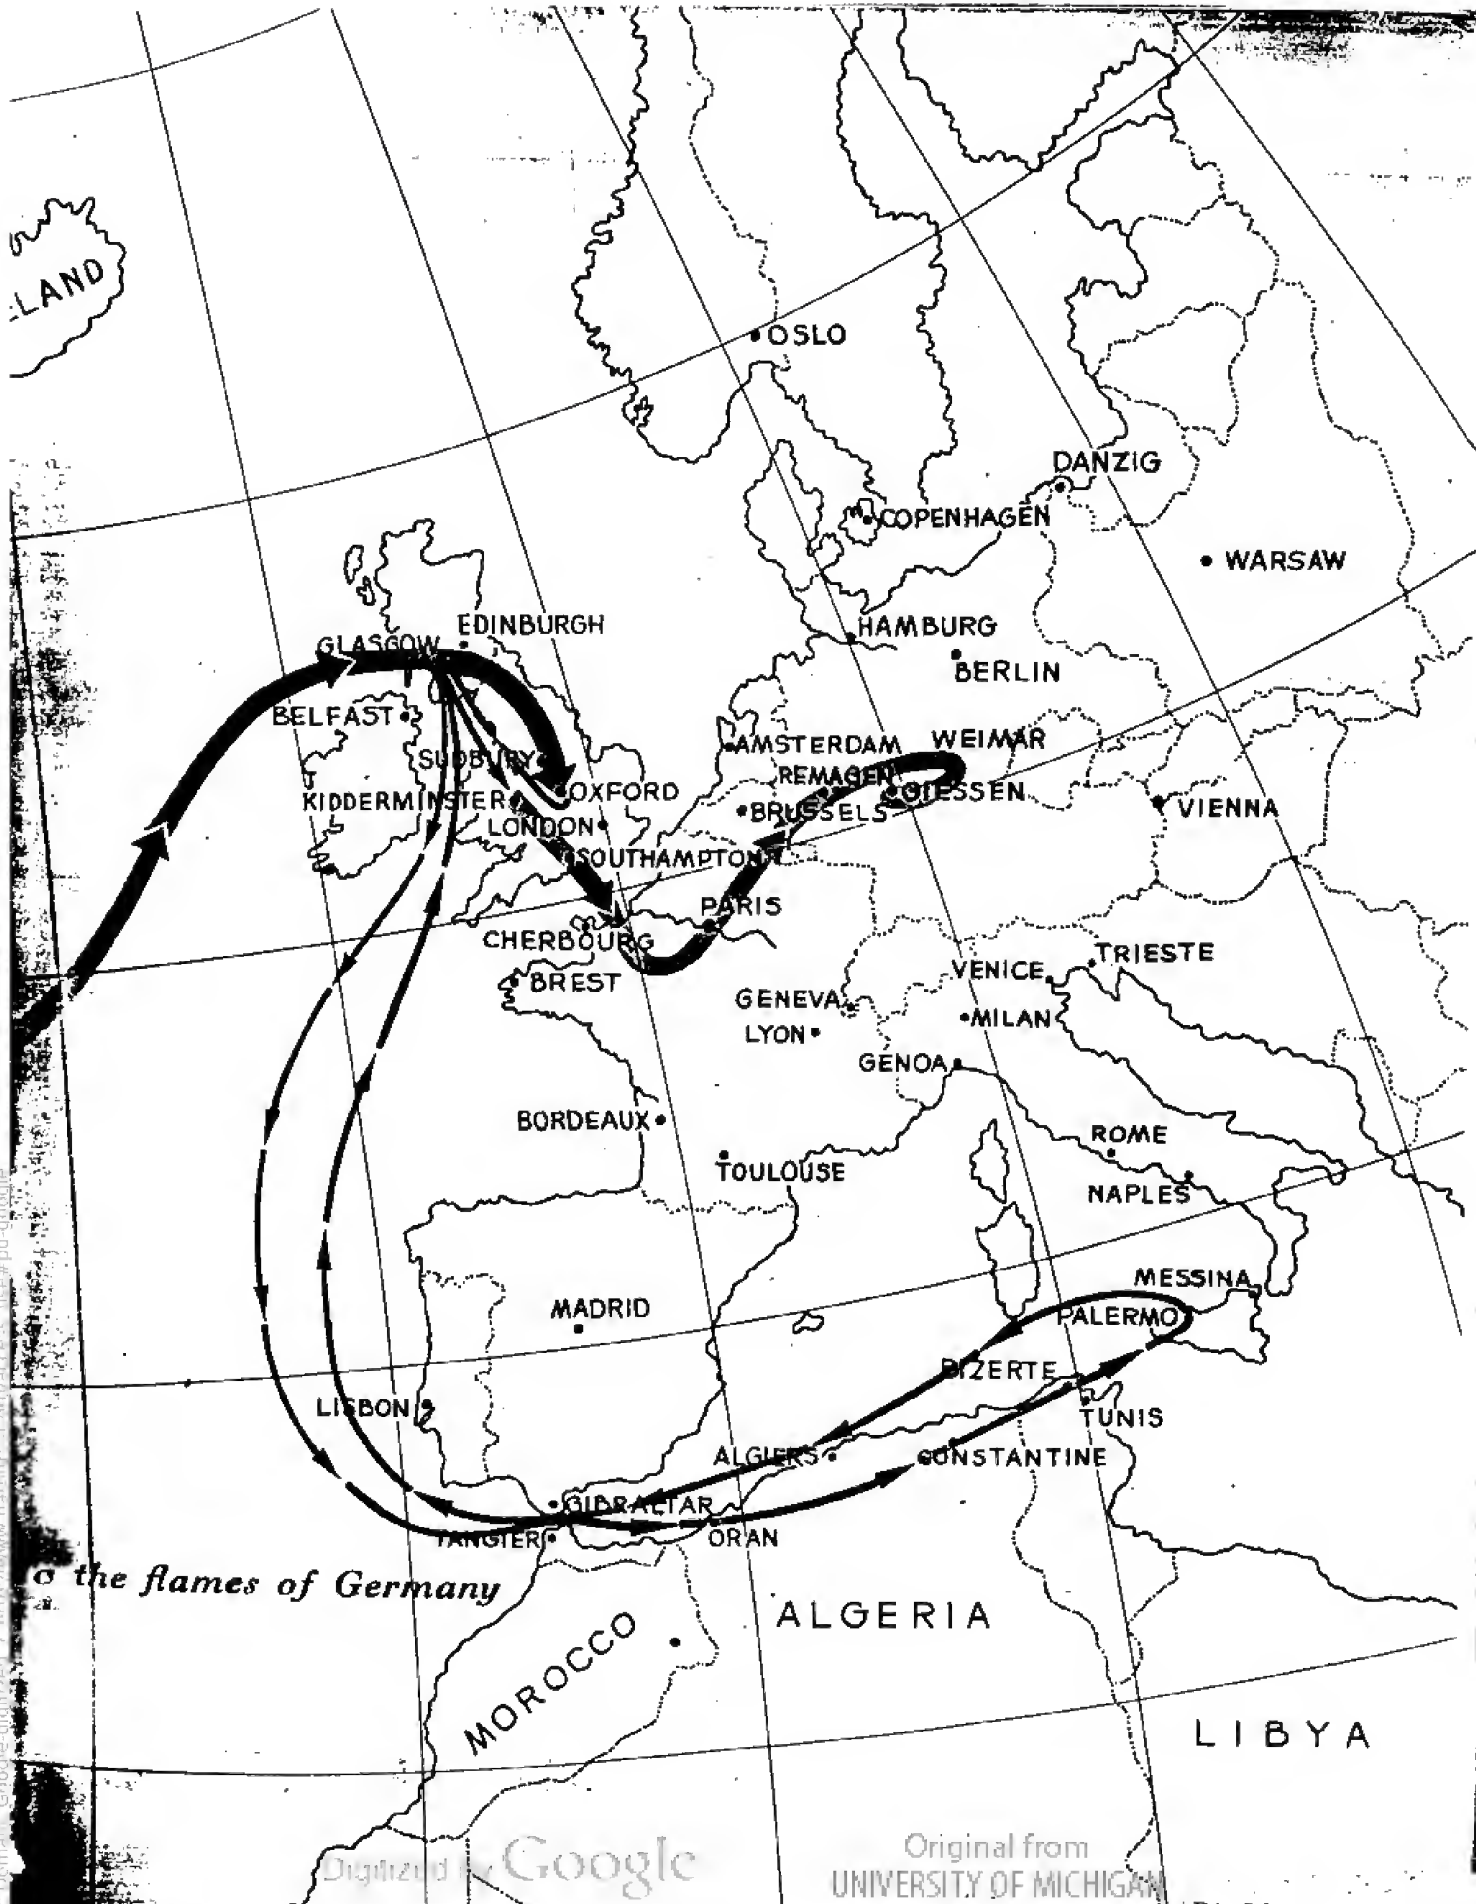 ELAND
OSLO
DANZIG
COPENHAGEN
WARSAW
EDINBURGH
HAMBURG
GLASGOW
BERLIN
BELFAST
AMSTERDAM
WEIMAR
SUDBURY
REMAGEN
OXFORD
GIESSEN
KIDDERMINSTER
BRUSSELS
VIENNA
LONDON
SOUTHAMPTON
PARIS
CHERBOURG
TRIESTE
VENICE
BREST
GENEVA
MILAN
LYON
GENOA
BORDEAUX
ROME
TOULOUSE
NAPLES
MESSINA
MADRID
PALERMO
BIZERTE
LISBON
TUNIS
ALGIERS
CONSTANTINE
GIBRALTAR
TANGIER
ORAN
the flames of Germany
ALGERIA
MOROCCO
LIBYA
Digitized by Google
Original from
UNIVERSITY OF MICHIGAN